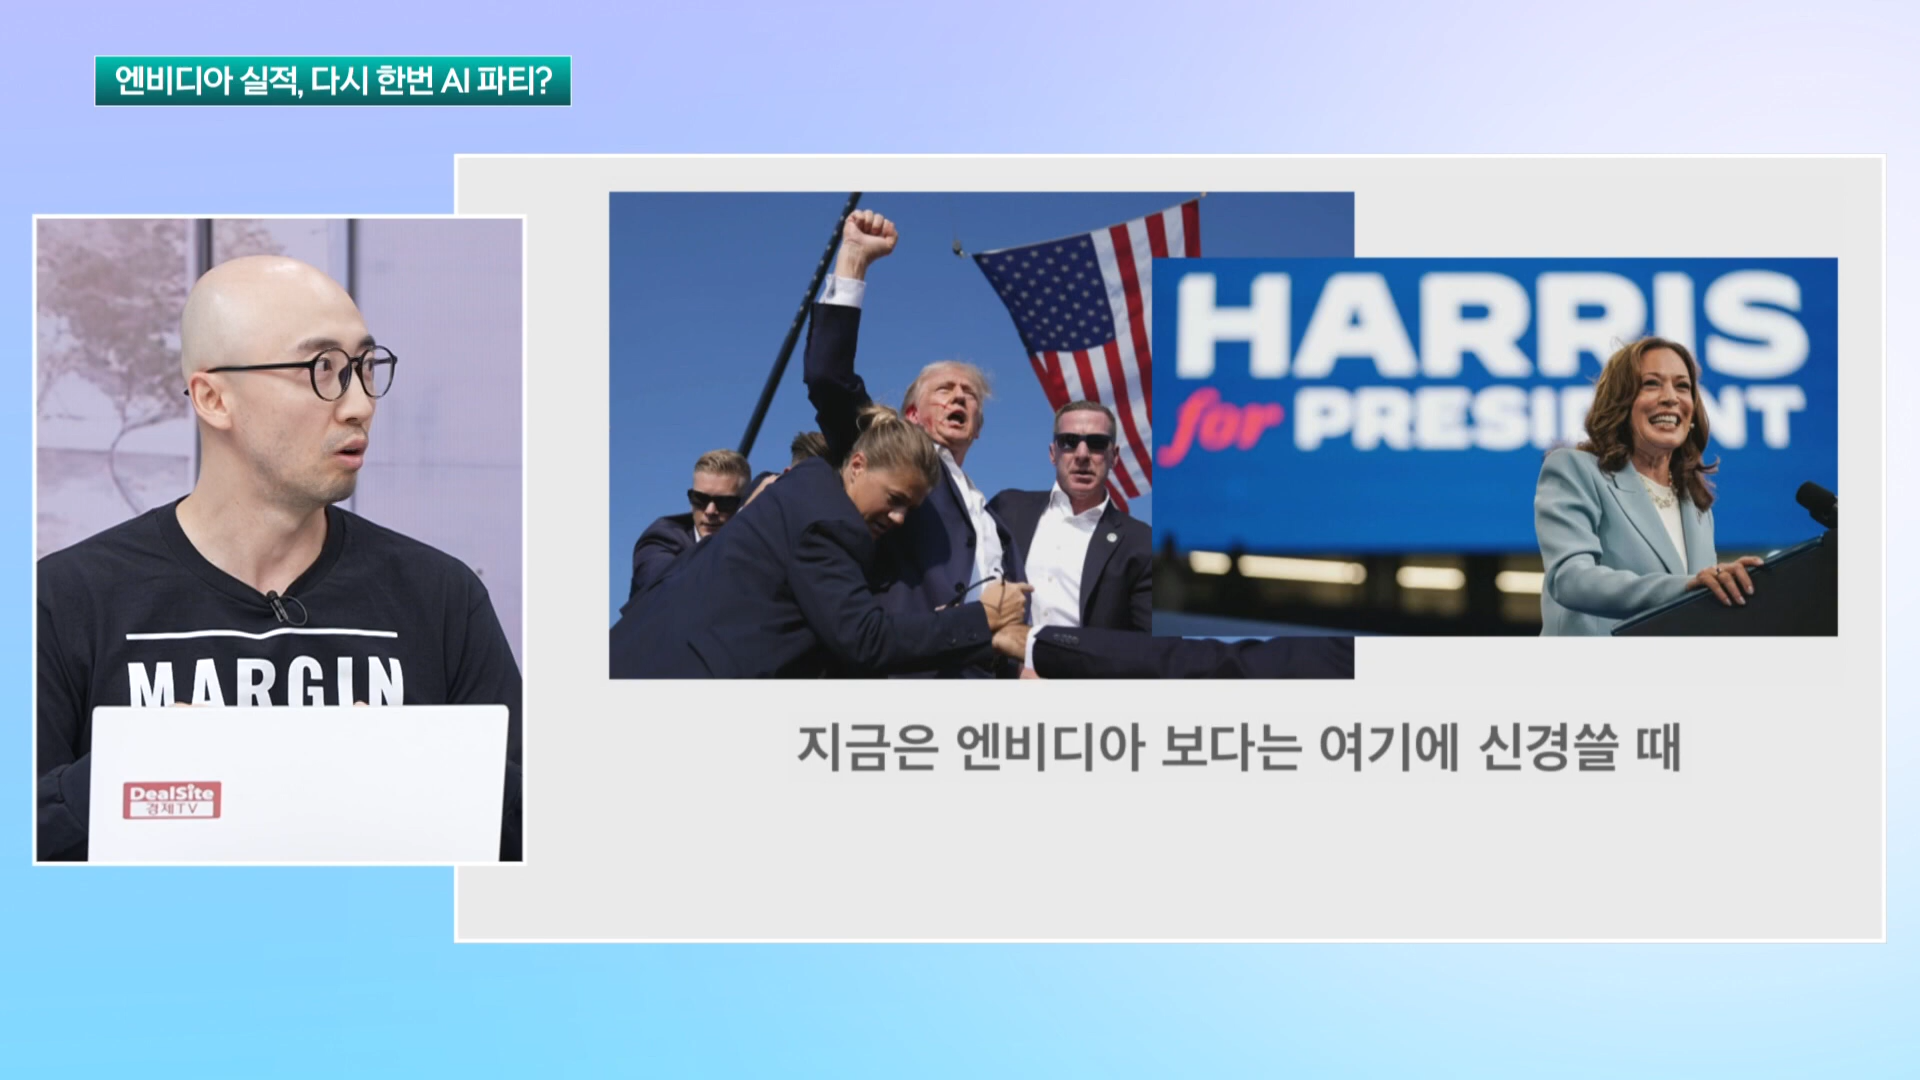 엔비디아 실적, 다시 한번 AI 파티?
HARRIS
for PRESIDENT
MARGIN
DealSite
경제TV
지금은 엔비디아 보다는 여기에 신경쓸 때